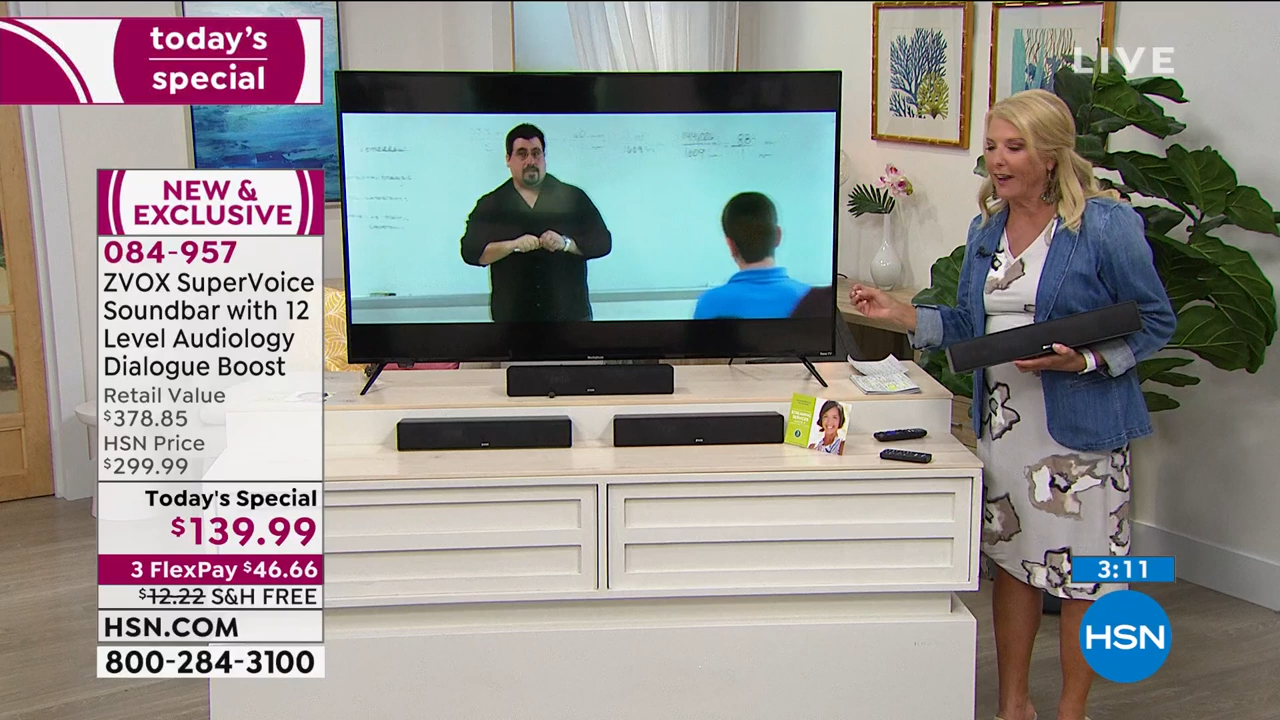 today's
special
LIVE
NEW &
EXCLUSIVE
084-957
ZVOX SuperVoice
Soundbar with 12
Level Audiology
Dialogue Boost
Retail Value
$378.85
HSN Price
$299.99
Today's Special
$139.99
3 FlexPay $46.66
$12.22 S&H FREE
HSN.COM
800-284-3100
3:11
HSN